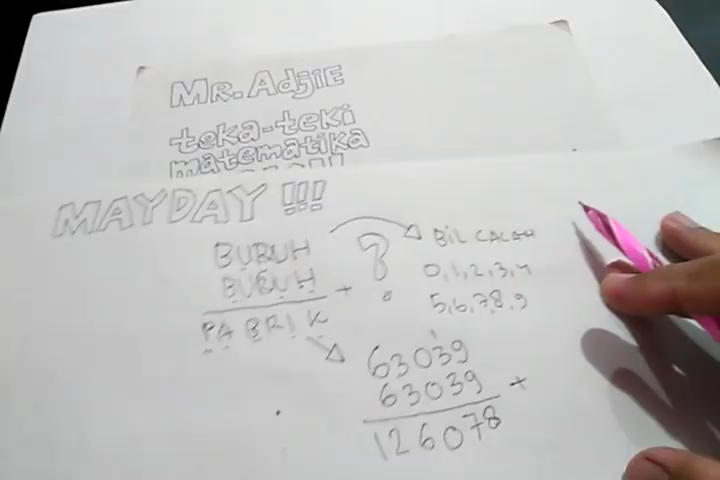 MR. AdjiE
teka-teki
matematika
MAYDAY !!!
BURUH
BURUH +
PABRIK
?
BIL CACAH
0,1,2,3,4
5,6,7,8,9
1
63039
63039 +
126078